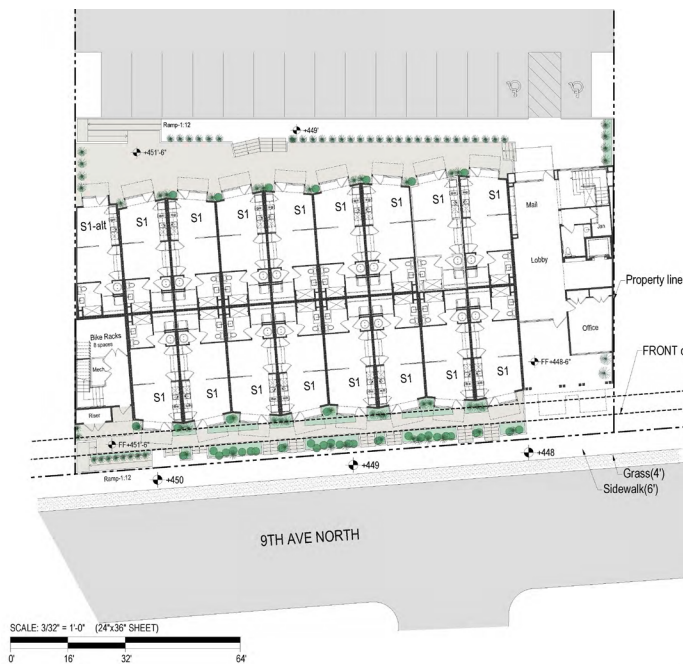 Ramp-1:12
+449'
+451'-6"
S1-alt
S1
S1
S1
S1
S1
S1
S1
S1
Mail
Jan
Lobby
Property line
Bike Racks
8 spaces
Mech.
Office
S1
S1
S1
S1
S1
S1
S1
S1
FF+448-6"
FRONT
Riser
FF+451'-6"
Ramp-1:12
+450
+449
+448
Grass(4')
Sidewalk(6')
9TH AVE NORTH
SCALE: 3/32" = 1'-0" (24"x36" SHEET)
0' 16' 32' 64'